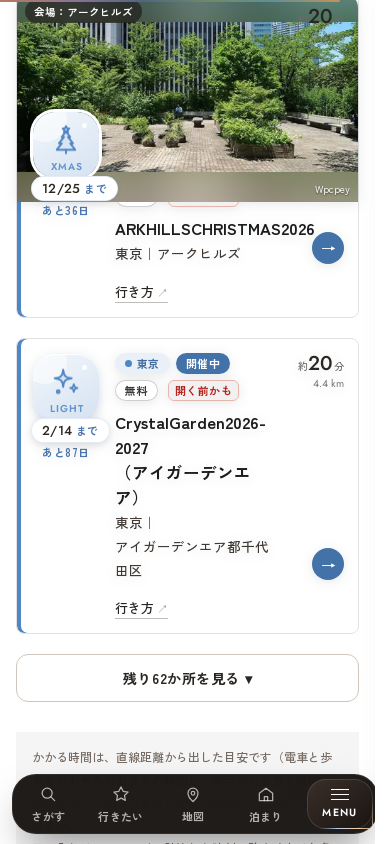 会場：アークヒルズ
20
XMAS
12/25 まで
Wpcpey
あと36日
ARKHILLSCHRISTMAS2026
東京｜アークヒルズ
→
行き方 ↗
東京
開催中
約20分
4.4 km
無料
開く前かも
LIGHT
2/14 まで
あと87日
CrystalGarden2026-
2027
（アイガーデンエ
ア）
東京｜
アイガーデンエア都千代
田区
→
行き方 ↗
残り62か所を見る ▾
かかる時間は、直線距離から出した目安です（電車と歩
さがす
行きたい
地図
泊まり
MENU